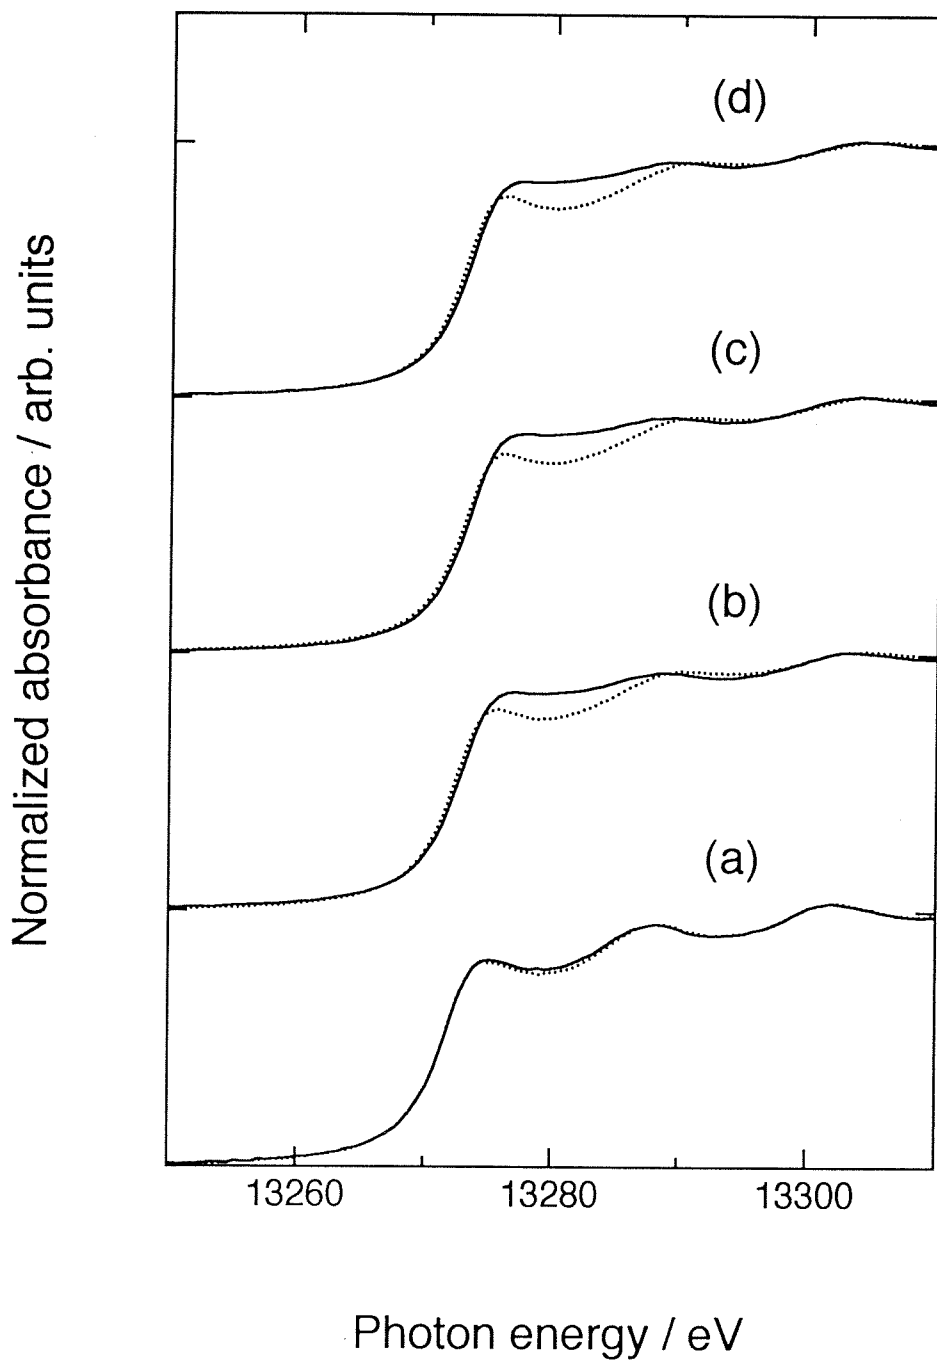 (d)
(c)
(b)
(a)
Normalized absorbance / arb. units
13260 13280 13300
Photon energy / eV